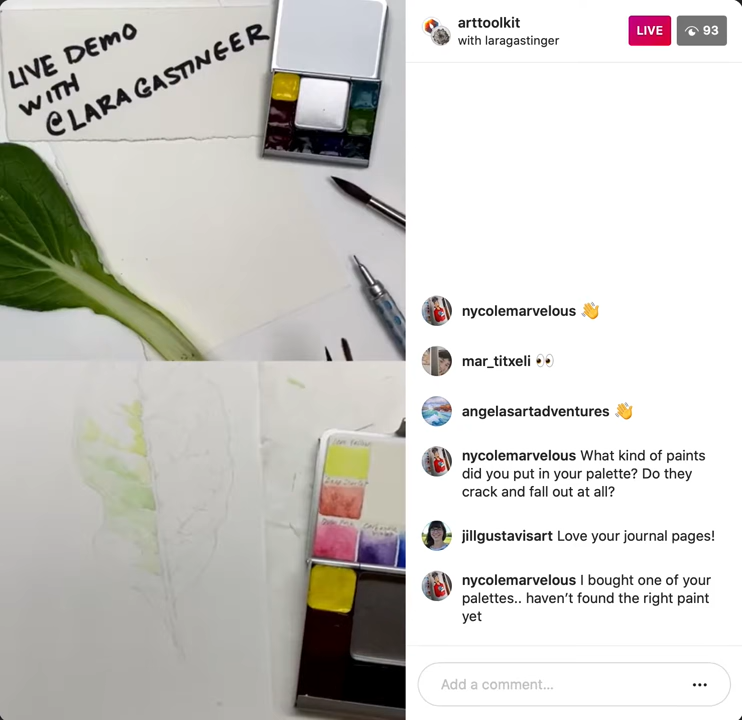 LIVE DEMO
WITH
@LARAGASTINEER
arttoolkit
with laragastinger
LIVE
93
nycolemarvelous 👋
mar_titxeli 👀
angelasartadventures 👋
nycolemarvelous What kind of paints
did you put in your palette? Do they
crack and fall out at all?
jillgustavisart Love your journal pages!
nycolemarvelous I bought one of your
palettes.. haven’t found the right paint
yet
Add a comment...